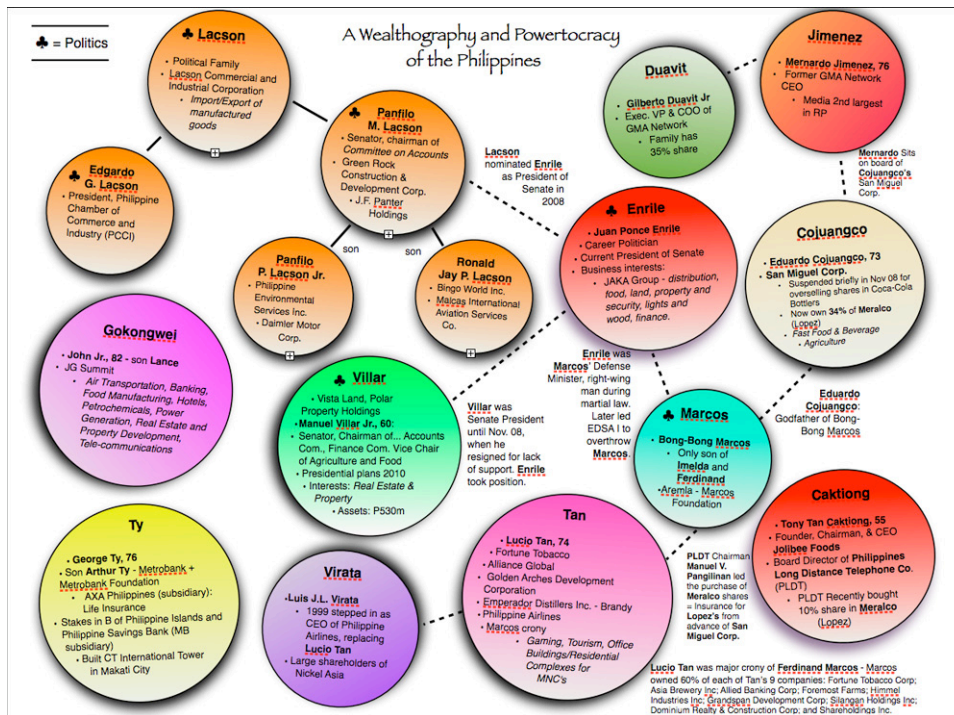 ♣ = Politics
A Wealthography and Powertocracy
of the Philippines
♣ Lacson
• Political Family
• Lacson Commercial and
Industrial Corporation
• Import/Export of
manufactured
goods
♣ Panfilo
M. Lacson
• Senator, chairman of
Committee on Accounts
• Green Rock
Construction &
Development Corp.
• J.F. Panter
Holdings
♣ Edgardo
G. Lacson
• President, Philippine
Chamber of
Commerce and
Industry (PCCI)
son
son
Panfilo
P. Lacson Jr.
• Philippine
Environmental
Services Inc.
• Daimler Motor
Corp.
Ronald
Jay P. Lacson
• Bingo World Inc.
• Malcas International
Aviation Services
Co.
Lacson
nominated Enrile
as President of
Senate in
2008
Duavit
• Gilberto Duavit Jr
• Exec. VP & COO of
GMA Network
• Family has
35% share
Jimenez
• Mernardo Jimenez, 76
• Former GMA Network
CEO
• Media 2nd largest
in RP
Mernardo Sits
on board of
Cojuangco's
San Miguel
Corp.
♣ Enrile
• Juan Ponce Enrile
• Career Politician
• Current President of Senate
• Business interests:
• JAKA Group - distribution,
food, land, property and
security, lights and
wood, finance.
Cojuangco
• Eduardo Cojuangco, 73
• San Miguel Corp.
• Suspended briefly in Nov 08 for
overselling shares in Coca-Cola
Bottlers
• Now own 34% of Meralco
(Lopez)
• Fast Food & Beverage
• Agriculture
Gokongwei
• John Jr., 82 - son Lance
• JG Summit
• Air Transportation, Banking,
Food Manufacturing, Hotels,
Petrochemicals, Power
Generation, Real Estate and
Property Development,
Tele-communications
♣ Villar
• Vista Land, Polar
Property Holdings
• Manuel Villar Jr., 60:
• Senator, Chairman of... Accounts
Com., Finance Com. Vice Chair
of Agriculture and Food
• Presidential plans 2010
• Interests: Real Estate &
Property
• Assets: P530m
Villar was
Senate President
until Nov. 08,
when he
resigned for lack
of support. Enrile
took position.
Enrile was
Marcos' Defense
Minister, right-wing
man during
martial law.
Later led
EDSA I to
overthrow
Marcos.
♣ Marcos
• Bong-Bong Marcos
• Only son of
Imelda and
Ferdinand
• Aremla - Marcos
Foundation
Eduardo
Cojuangco:
Godfather of Bong-
Bong Marcos
Ty
• George Ty, 76
• Son Arthur Ty - Metrobank +
Metrobank Foundation
• AXA Philippines (subsidiary):
Life Insurance
• Stakes in B of Philippine Islands and
Philippine Savings Bank (MB
subsidiary)
• Built CT International Tower
in Makati City
Virata
• Luis J.L. Virata
• 1999 stepped in as
CEO of Philippine
Airlines, replacing
Lucio Tan
• Large shareholders of
Nickel Asia
Tan
• Lucio Tan, 74
• Fortune Tobacco
• Alliance Global
• Golden Arches Development
Corporation
• Emperador Distillers Inc. - Brandy
• Philippine Airlines
• Marcos crony
• Gaming, Tourism, Office
Buildings/Residential
Complexes for
MNC's
PLDT Chairman
Manuel V.
Pangilinan led
the purchase of
Meralco shares
= Insurance for
Lopez's from
advance of San
Miguel Corp.
Caktiong
• Tony Tan Caktiong, 55
• Founder, Chairman, & CEO
Jolibee Foods
• Board Director of Philippines
Long Distance Telephone Co.
(PLDT)
• PLDT Recently bought
10% share in Meralco
(Lopez)
Lucio Tan was major crony of Ferdinand Marcos - Marcos
owned 60% of each of Tan's 9 companies: Fortune Tobacco Corp;
Asia Brewery Inc; Allied Banking Corp; Foremost Farms; Himmel
Industries Inc; Grandspan Development Corp; Silangan Holdings Inc;
Dominium Realty & Construction Corp; and Shareholdings Inc.